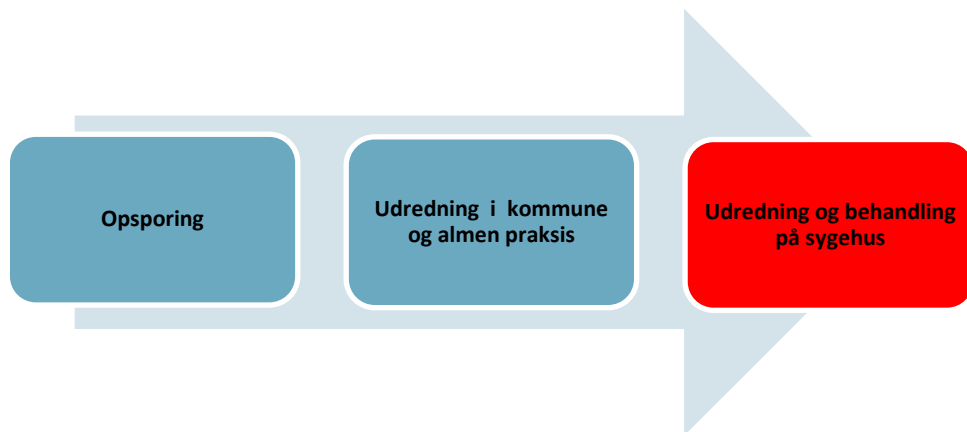 Opsporing
Udredning i kommune
og almen praksis
Udredning og behandling
på sygehus